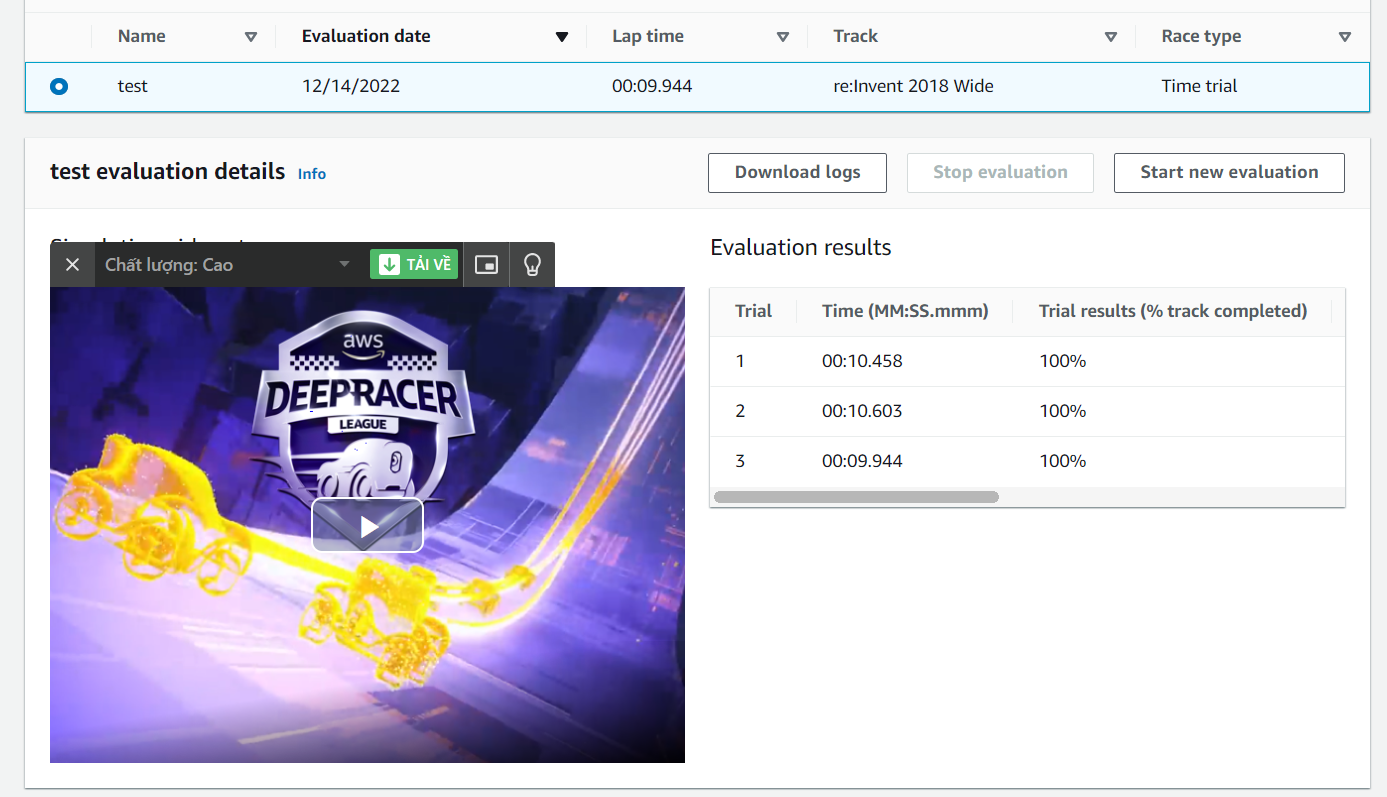 Name Evaluation date Lap time Track Race type
test 12/14/2022 00:09.944 re:Invent 2018 Wide Time trial
test evaluation details Info Download logs Stop evaluation Start new evaluation
Evaluation results
Chất lượng: Cao TẢI VỀ
aws
DEEPRACER
LEAGUE
Trial Time (MM:SS.mmm) Trial results (% track completed)
1 00:10.458 100%
2 00:10.603 100%
3 00:09.944 100%